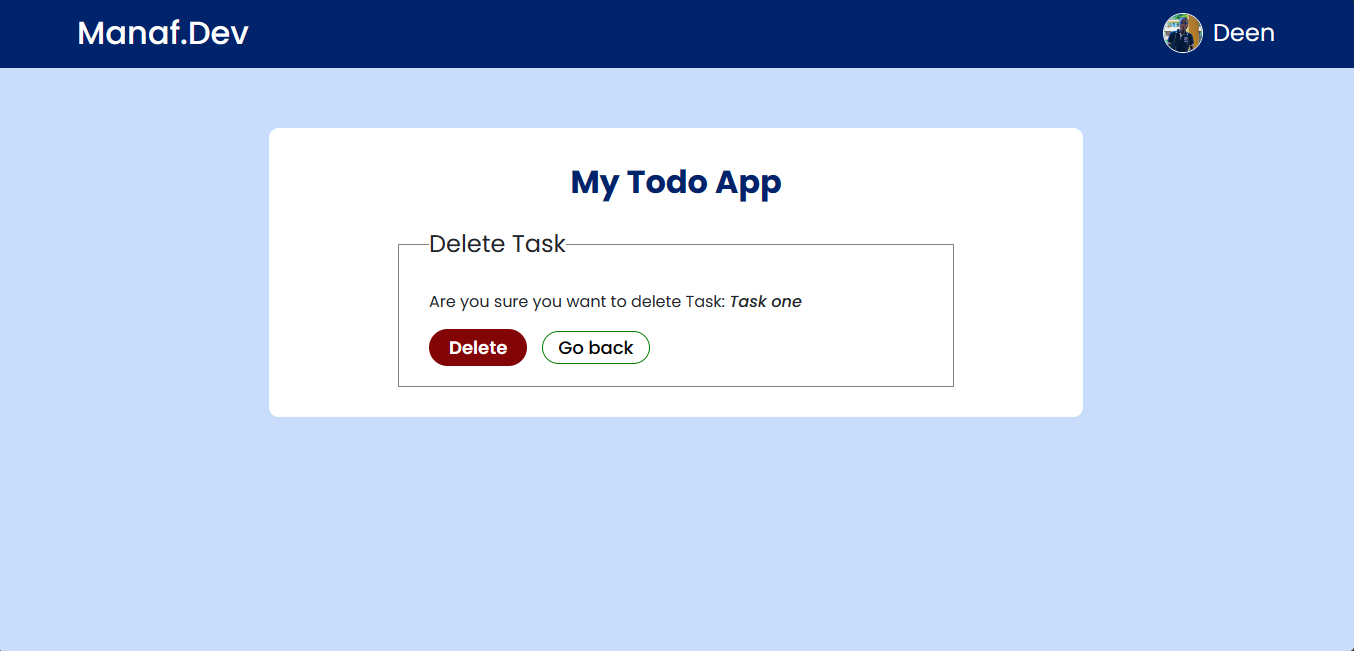 Manaf.Dev
Deen
My Todo App
Delete Task
Are you sure you want to delete Task: Task one
Delete
Go back